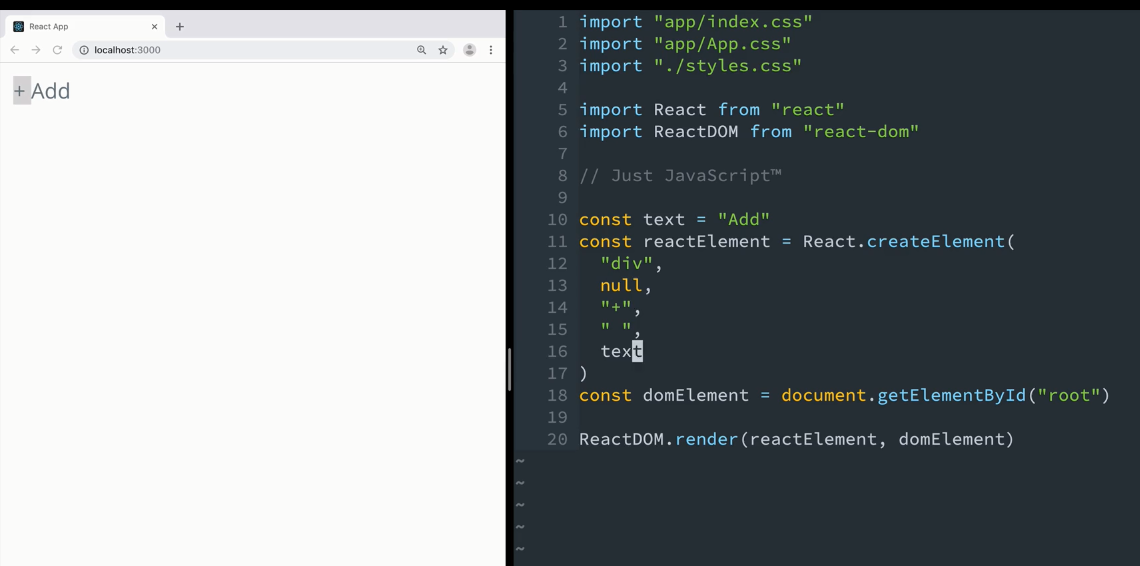 React App
localhost:3000
+ Add
1 import "app/index.css"
2 import "app/App.css"
3 import "./styles.css"
4
5 import React from "react"
6 import ReactDOM from "react-dom"
7
8 // Just JavaScript™
9
10 const text = "Add"
11 const reactElement = React.createElement(
12   "div",
13   null,
14   "+",
15   " ",
16   text
17 )
18 const domElement = document.getElementById("root")
19
20 ReactDOM.render(reactElement, domElement)
~
~
~
~
~